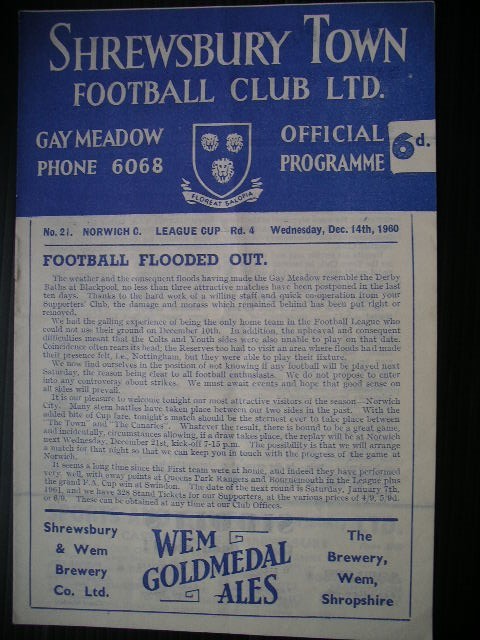 SHREWSBURY TOWN
FOOTBALL CLUB LTD.
GAY MEADOW
PHONE 6068
OFFICIAL
PROGRAMME
6d.
FLOREAT SALOPIA
No. 21. NORWICH C. LEAGUE CUP Rd. 4 Wednesday, Dec. 14th, 1960
FOOTBALL FLOODED OUT.
The weather and the consequent floods having made the Gay Meadow resemble the Derby
Baths at Blackpool, no less than three attractive matches have been postponed in the last
ten days. Thanks to the hard work of a willing staff and quick co-operation from your
Supporters' Club, the damage and morass which remained behind has been put right or
removed.
We had the galling experience of being the only home team in the Football League who
could not use their ground on December 10th. In addition, the upheaval and consequent
difficulties meant that the Colts and Youth sides were also unable to play on that date.
Coincidence often rears its head; the Reserves too had to visit an area where floods had made
their presence felt, i.e., Nottingham, but they were able to play their fixture.
We now find ourselves in the position of not knowing if any football will be played next
Saturday, the reason being clear to all football enthusiasts. We do not propose to enter
into any controversy about strikes. We must await events and hope that good sense on
all sides will prevail.
It is our pleasure to welcome tonight our most attractive visitors of the season—Norwich
City. Many stern battles have taken place between our two sides in the past. With the
added bite of Cup fare, tonight's match should be the sternest ever to take place between
"The Town" and "The Canaries". Whatever the result, there is bound to be a great game,
and incidentally, circumstances allowing, if a draw takes place, the replay will be at Norwich
next Wednesday, December 21st, kick-off 7-15 p.m. The possibility is that we will arrange
a match for that night so that we can keep you in touch with the progress of the game at
Norwich.
It seems a long time since the First team were at home, and indeed they have performed
very well, with away points at Queens Park Rangers and Bournemouth in the League plus
the grand F.A. Cup win at Swindon. The date of the next round is Saturday, January 7th,
1961, and we have 328 Stand Tickets for our Supporters, at the various prices of 4/9, 5/9d.
or 6/9. These can be obtained at any time at our Club Offices.
Shrewsbury
& Wem
Brewery
Co. Ltd.
WEM
GOLDMEDAL
ALES
The
Brewery,
Wem,
Shropshire